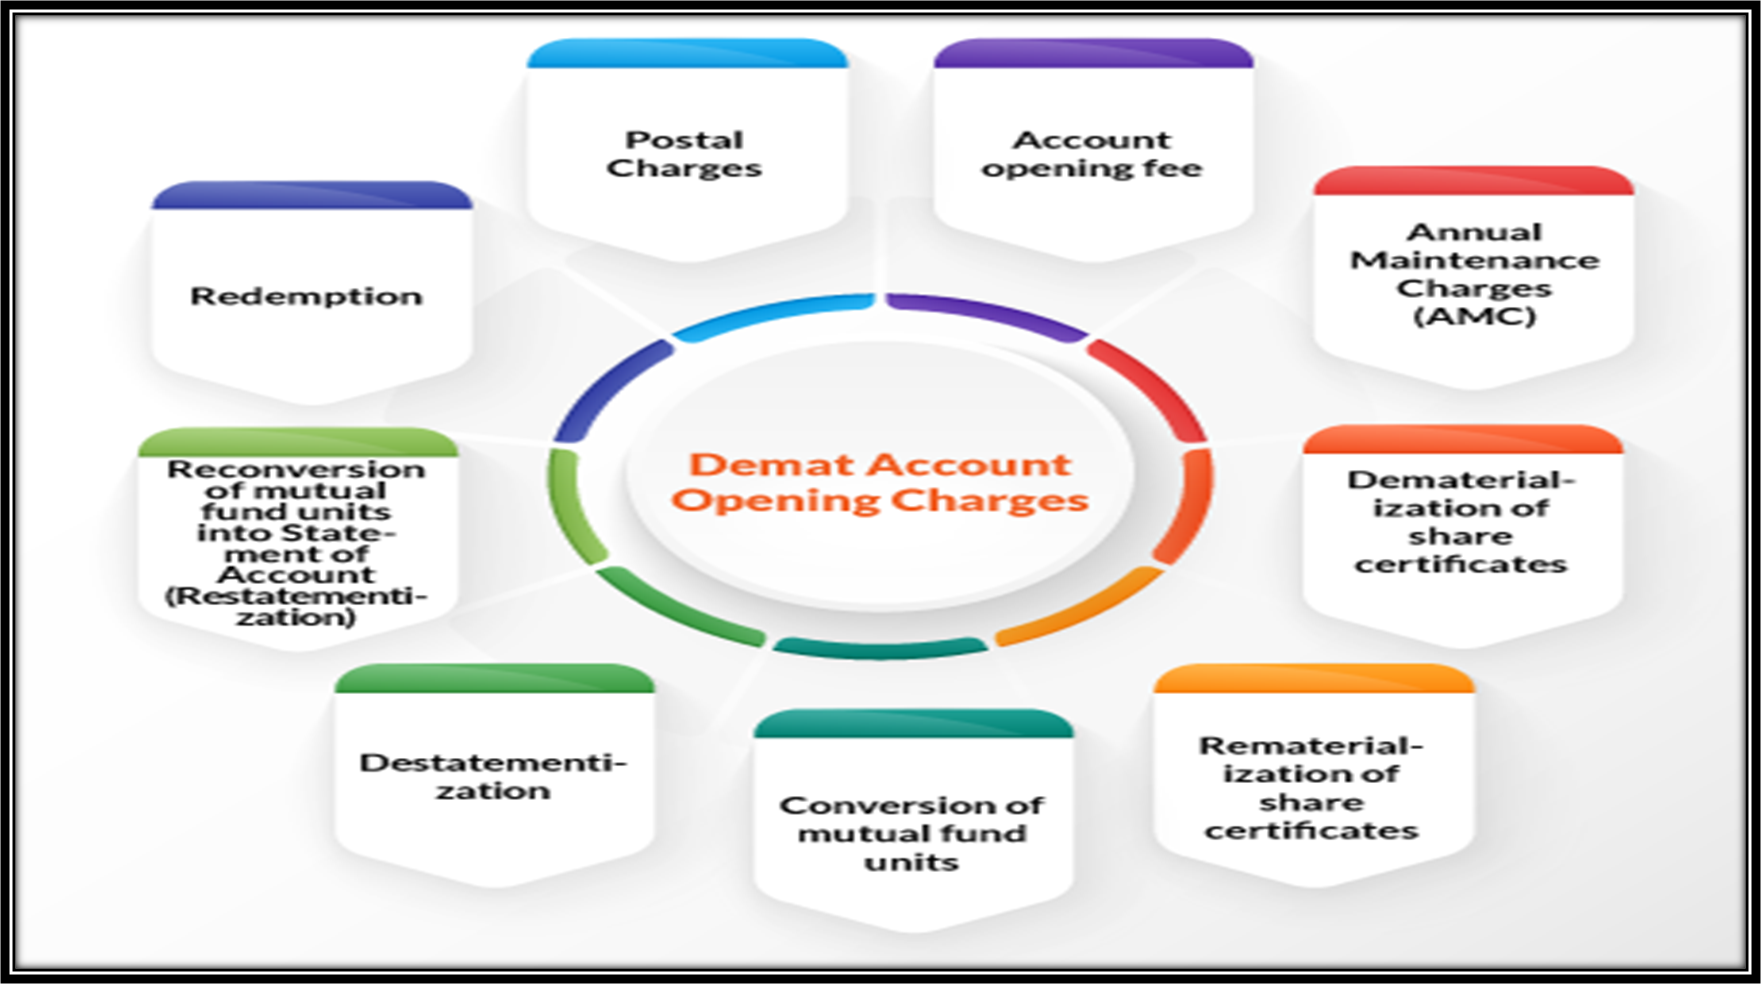 Postal
Charges
Account
opening fee
Annual
Maintenance
Charges
(AMC)
Redemption
Demat Account
Opening Charges
Dematerial-
ization of
share
certificates
Reconversion
of mutual
fund units
into State-
ment of
Account
(Restatementi-
zation)
Destatementi-
zation
Conversion of
mutual fund
units
Rematerial-
ization of
share
certificates